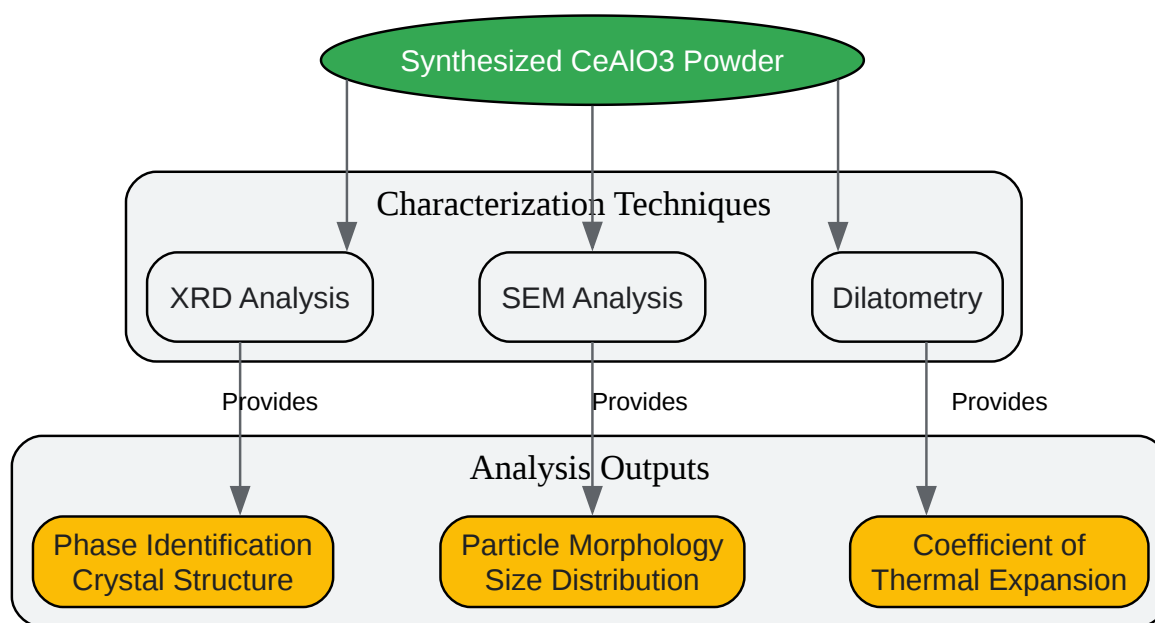 Synthesized CeAlO3 Powder
Characterization Techniques
XRD Analysis
SEM Analysis
Dilatometry
Provides
Provides
Provides
Analysis Outputs
Phase Identification
Crystal Structure
Particle Morphology
Size Distribution
Coefficient of
Thermal Expansion